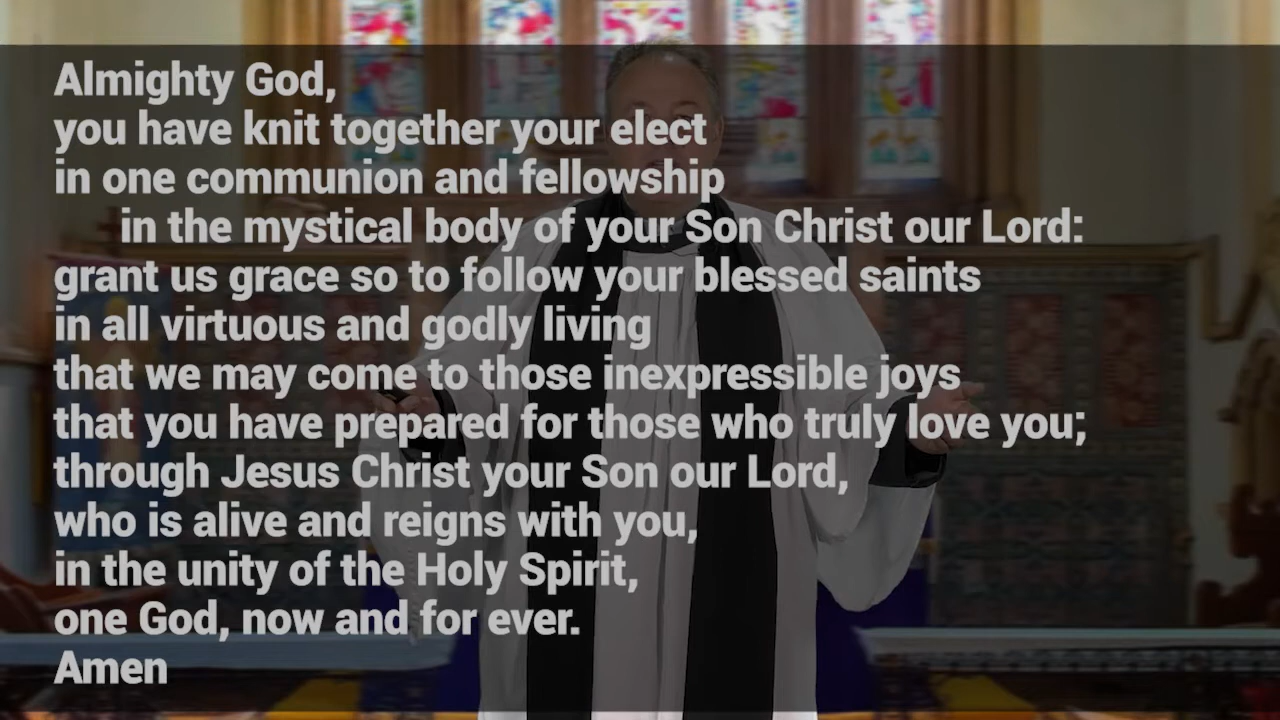 Almighty God,
you have knit together your elect
in one communion and fellowship
in the mystical body of your Son Christ our Lord:
grant us grace so to follow your blessed saints
in all virtuous and godly living
that we may come to those inexpressible joys
that you have prepared for those who truly love you;
through Jesus Christ your Son our Lord,
who is alive and reigns with you,
in the unity of the Holy Spirit,
one God, now and for ever.
Amen